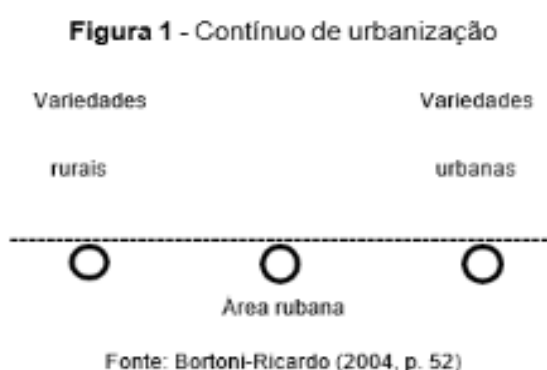 Figura 1 - Contínuo de urbanização
Variedades Variedades
rurais urbanas
Área rubana
Fonte: Bortoni-Ricardo (2004, p. 52)